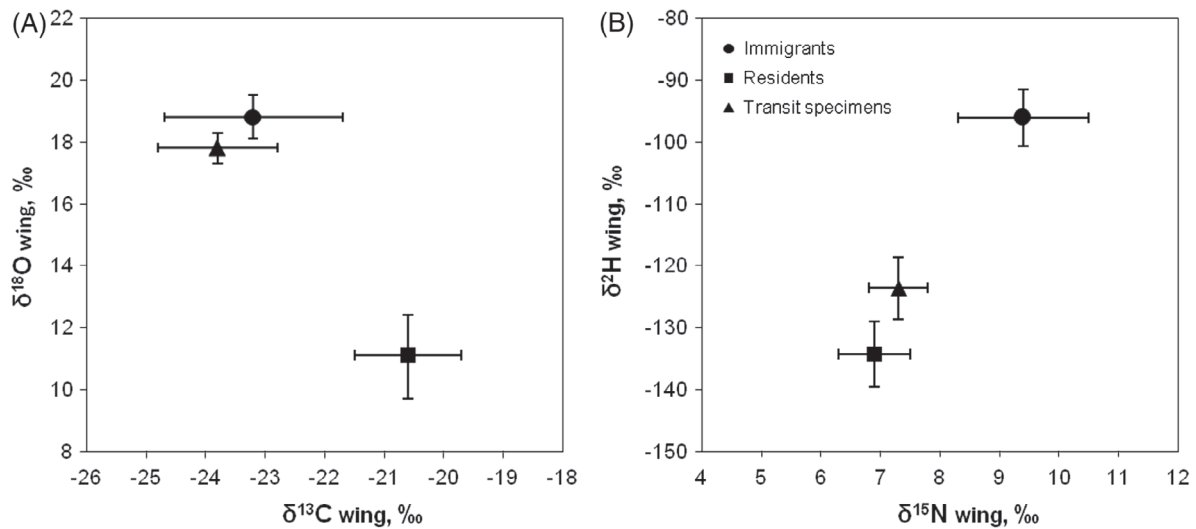 (A)
22
20
18
16
14
12
10
8
δ18O wing, ‰
-26 -25 -24 -23 -22 -21 -20 -19 -18
δ13C wing, ‰
(B)
Immigrants
Residents
Transit specimens
-80
-90
-100
-110
-120
-130
-140
-150
δ2H wing, ‰
4 5 6 7 8 9 10 11 12
δ15N wing, ‰